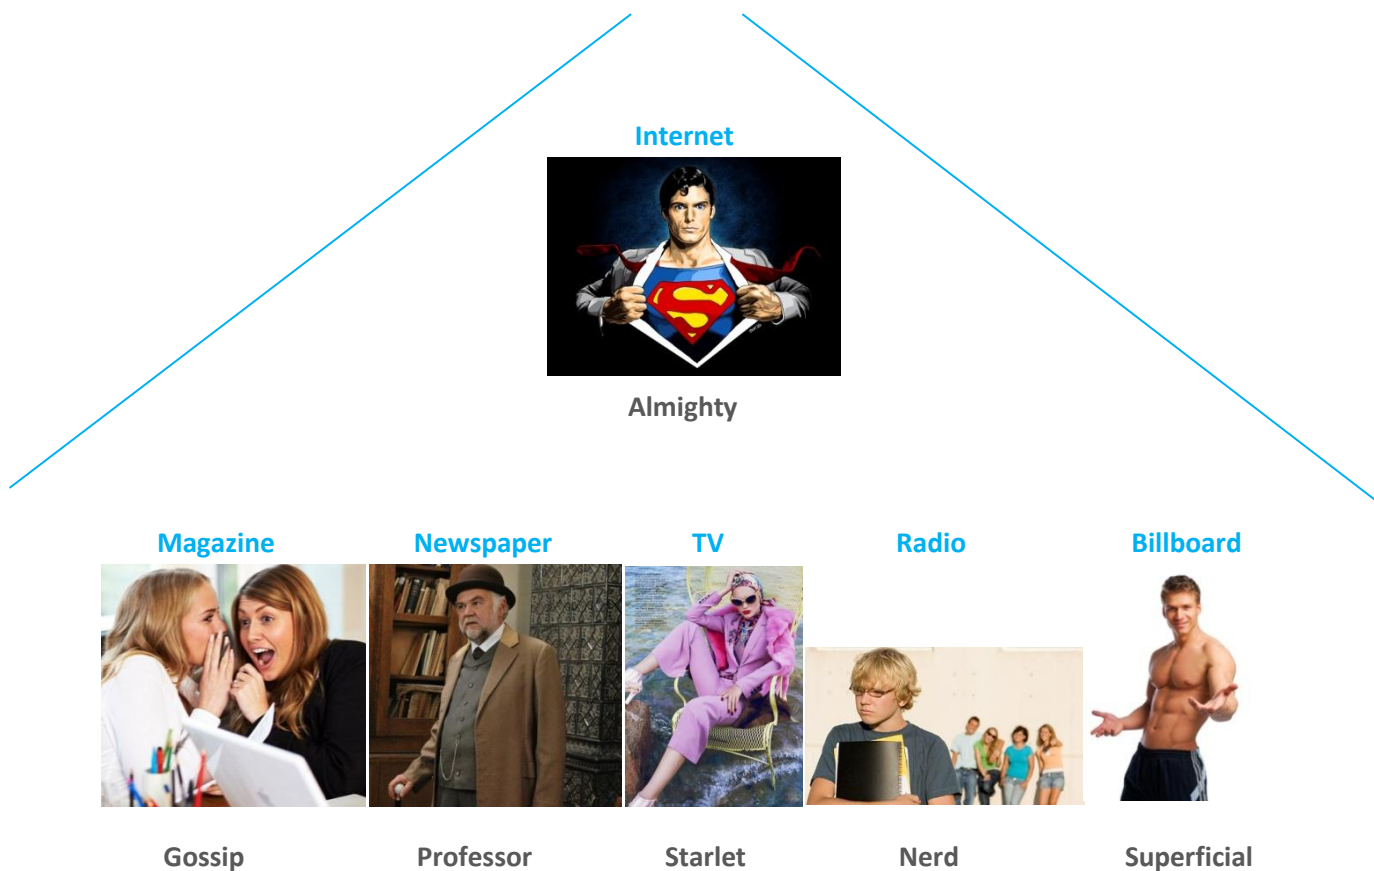 Internet
Almighty
Magazine Newspaper TV Radio Billboard
Gossip Professor Starlet Nerd Superficial